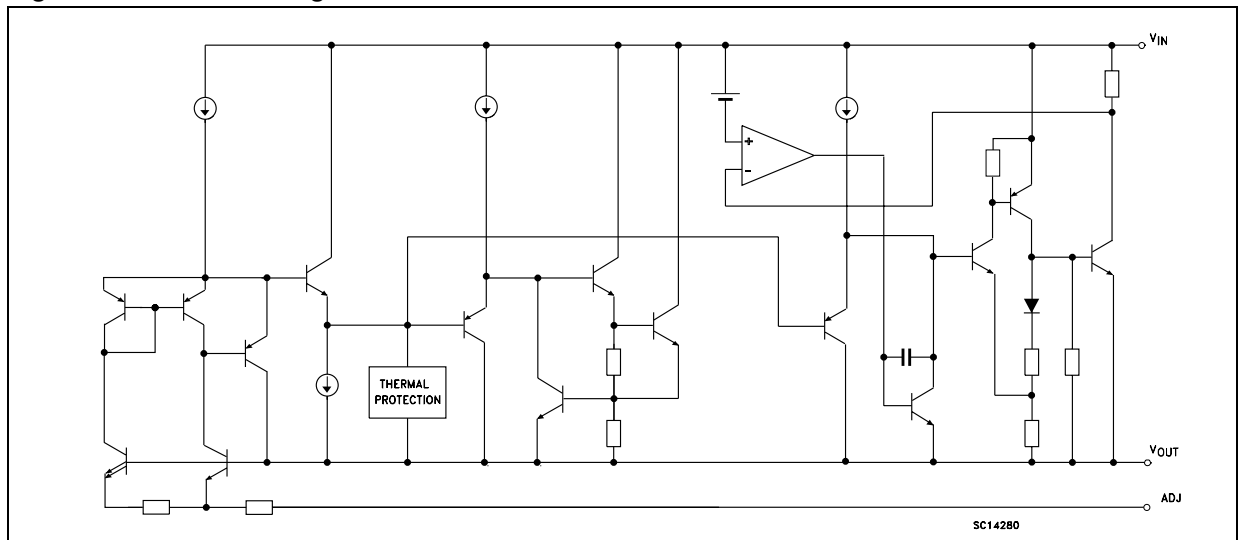 VIN
+
-
THERMAL
PROTECTION
VOUT
ADJ
SC14280